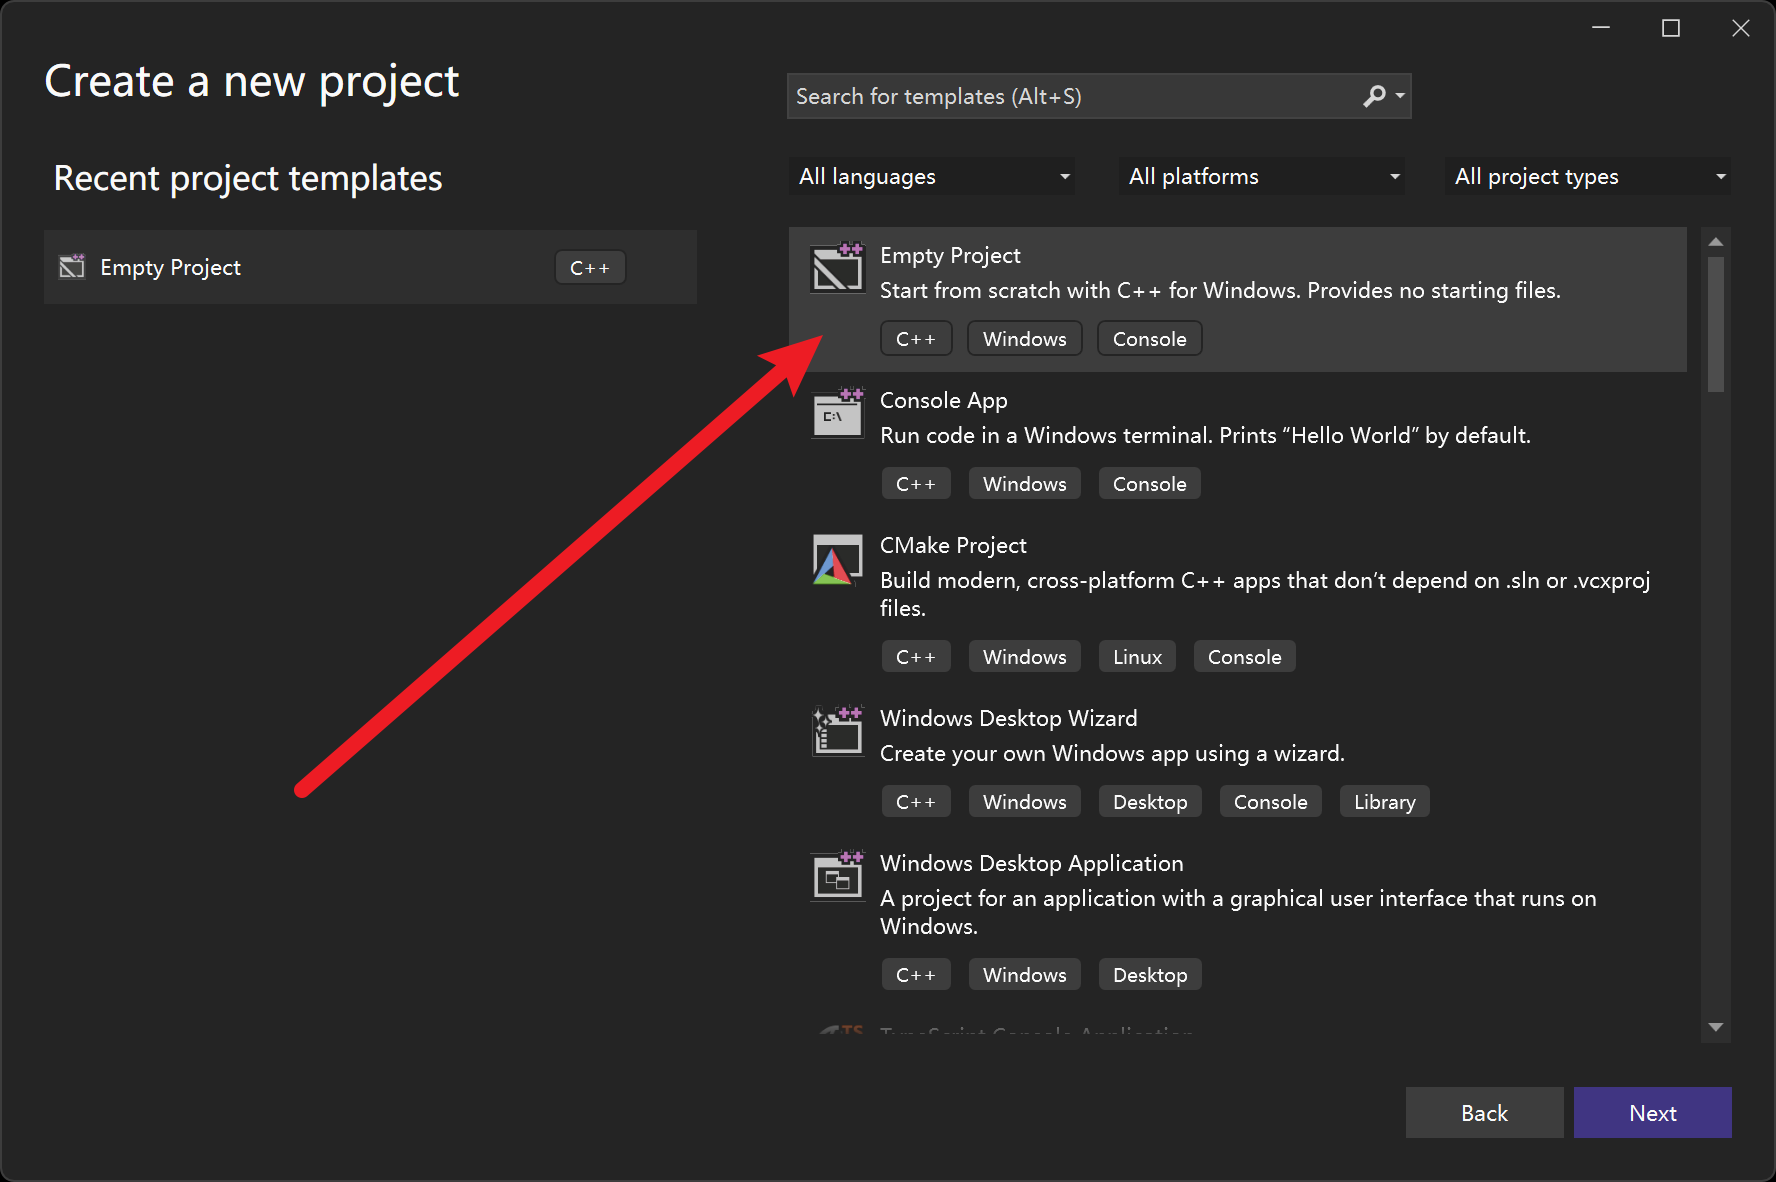 Create a new project
Search for templates (Alt+S)
Recent project templates
All languages
All platforms
All project types
Empty Project
C++
Empty Project
Start from scratch with C++ for Windows. Provides no starting files.
C++ Windows Console
Console App
Run code in a Windows terminal. Prints “Hello World” by default.
C++ Windows Console
CMake Project
Build modern, cross-platform C++ apps that don’t depend on .sln or .vcxproj
files.
C++ Windows Linux Console
Windows Desktop Wizard
Create your own Windows app using a wizard.
C++ Windows Desktop Console Library
Windows Desktop Application
A project for an application with a graphical user interface that runs on
Windows.
C++ Windows Desktop
TS TypeScript Console Application
Back
Next